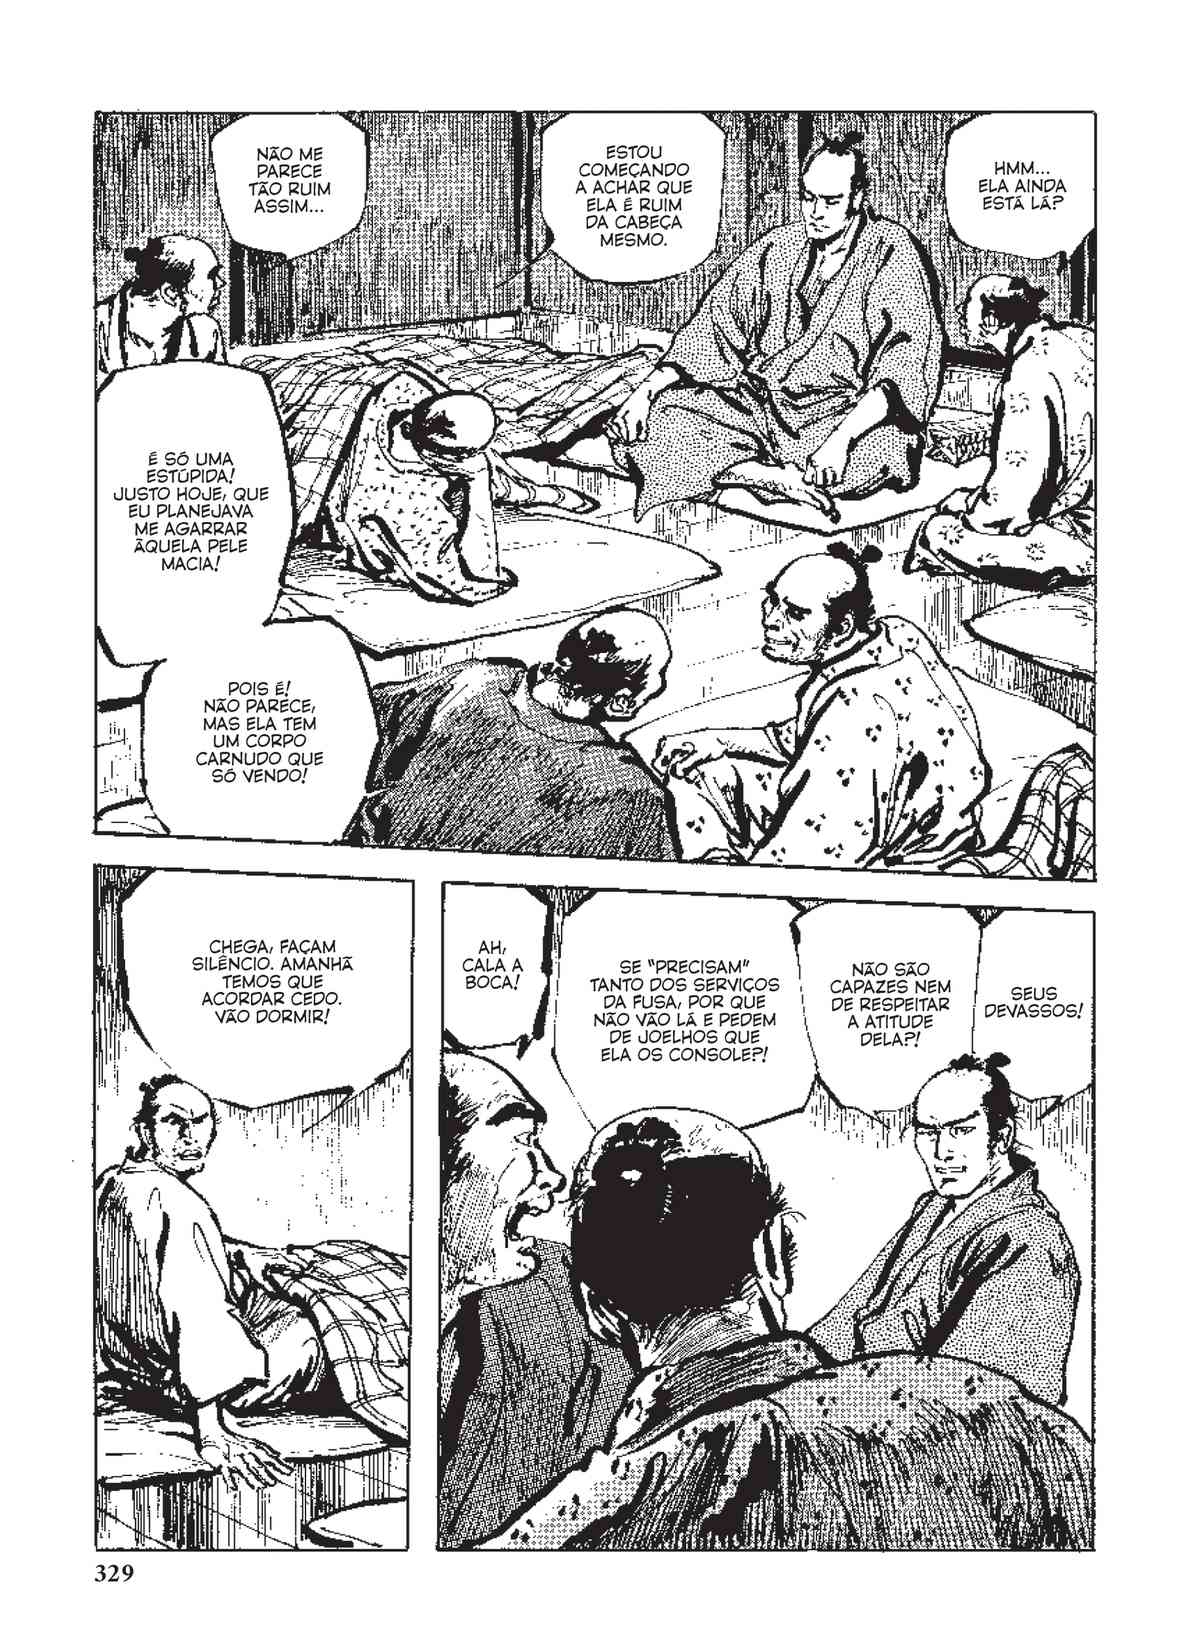 HMM...
ELA AINDA
ESTÁ LÁ?
ESTOU
COMEÇANDO
A ACHAR QUE
ELA É RUIM
DA CABEÇA
MESMO.
NÃO ME
PARECE
TÃO RUIM
ASSIM...
É SÓ UMA
ESTÚPIDA!
JUSTO HOJE, QUE
EU PLANEJAVA
ME AGARRAR
ÀQUELA PELE
MACIA!
POIS É!
NÃO PARECE,
MAS ELA TEM
UM CORPO
CARNUDO QUE
SÓ VENDO!
SEUS
DEVASSOS!
NÃO SÃO
CAPAZES NEM
DE RESPEITAR
A ATITUDE
DELA?!
SE “PRECISAM”
TANTO DOS SERVIÇOS
DA FUSA, POR QUE
NÃO VÃO LÁ E PEDEM
DE JOELHOS QUE
ELA OS CONSOLE?!
AH,
CALA A
BOCA!
CHEGA, FAÇAM
SILÊNCIO. AMANHÃ
TEMOS QUE
ACORDAR CEDO.
VÃO DORMIR!
329